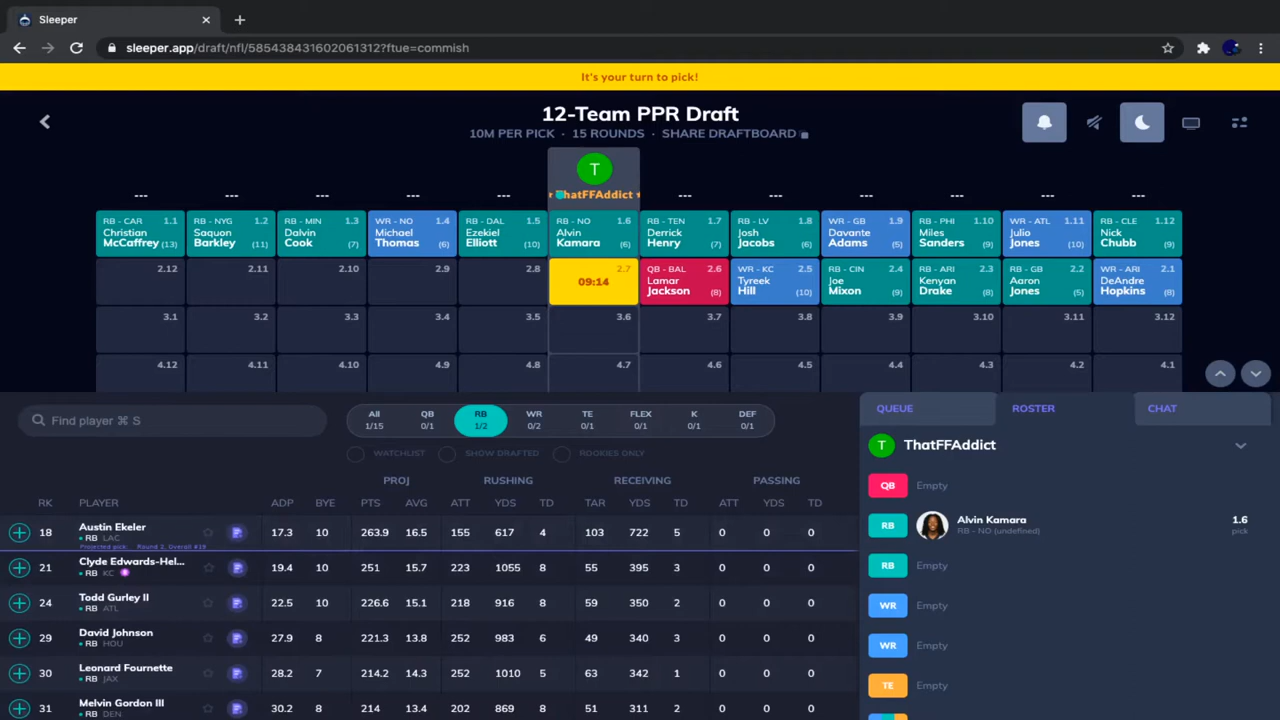 Sleeper
sleeper.app/draft/nfl/585438431602061312?ftue=commish
It's your turn to pick!
12-Team PPR Draft
10M PER PICK · 15 ROUNDS · SHARE DRAFTBOARD
T
--- --- --- --- --- ThatFFAddict --- --- --- --- --- ---
RB - CAR 1.1 RB - NYG 1.2 RB - MIN 1.3 WR - NO 1.4 RB - DAL 1.5 RB - NO 1.6 RB - TEN 1.7 RB - LV 1.8 WR - GB 1.9 RB - PHI 1.10 WR - ATL 1.11 RB - CLE 1.12
Christian Saquon Dalvin Michael Ezekiel Alvin Derrick Josh Davante Miles Julio Nick
McCaffrey (13) Barkley (11) Cook (7) Thomas (6) Elliott (10) Kamara (6) Henry (7) Jacobs (6) Adams (5) Sanders (9) Jones (10) Chubb (9)
2.12 2.11 2.10 2.9 2.8 2.7 QB - BAL 2.6 WR - KC 2.5 RB - CIN 2.4 RB - ARI 2.3 RB - GB 2.2 WR - ARI 2.1
09:14 Lamar Tyreek Joe Kenyan Aaron DeAndre
Jackson (8) Hill (10) Mixon (9) Drake (8) Jones (5) Hopkins (8)
3.1 3.2 3.3 3.4 3.5 3.6 3.7 3.8 3.9 3.10 3.11 3.12
4.12 4.11 4.10 4.9 4.8 4.7 4.6 4.5 4.4 4.3 4.2 4.1
Find player ⌘ S
All QB RB WR TE FLEX K DEF
1/15 0/1 1/2 0/2 0/1 0/1 0/1 0/1
WATCHLIST SHOW DRAFTED ROOKIES ONLY
PROJ RUSHING RECEIVING PASSING
RK PLAYER ADP BYE PTS AVG ATT YDS TD TAR YDS TD ATT YDS TD
18 Austin Ekeler 17.3 10 263.9 16.5 155 617 4 103 722 5 0 0 0
RB LAC
Projected pick: Round 2, Overall #19
21 Clyde Edwards-Hel... 19.4 10 251 15.7 223 1055 8 55 395 3 0 0 0
RB KC
24 Todd Gurley II 22.5 10 226.6 15.1 218 916 8 59 350 2 0 0 0
RB ATL
29 David Johnson 27.9 8 221.3 13.8 252 983 6 49 340 3 0 0 0
RB HOU
30 Leonard Fournette 28.2 7 214.2 14.3 252 1010 5 63 342 1 0 0 0
RB JAX
31 Melvin Gordon III 30.2 8 214 13.4 202 869 8 51 311 2 0 0 0
RB DEN
QUEUE ROSTER CHAT
T ThatFFAddict
QB Empty
RB Alvin Kamara 1.6
RB - NO (undefined) pick
RB Empty
WR Empty
WR Empty
TE Empty